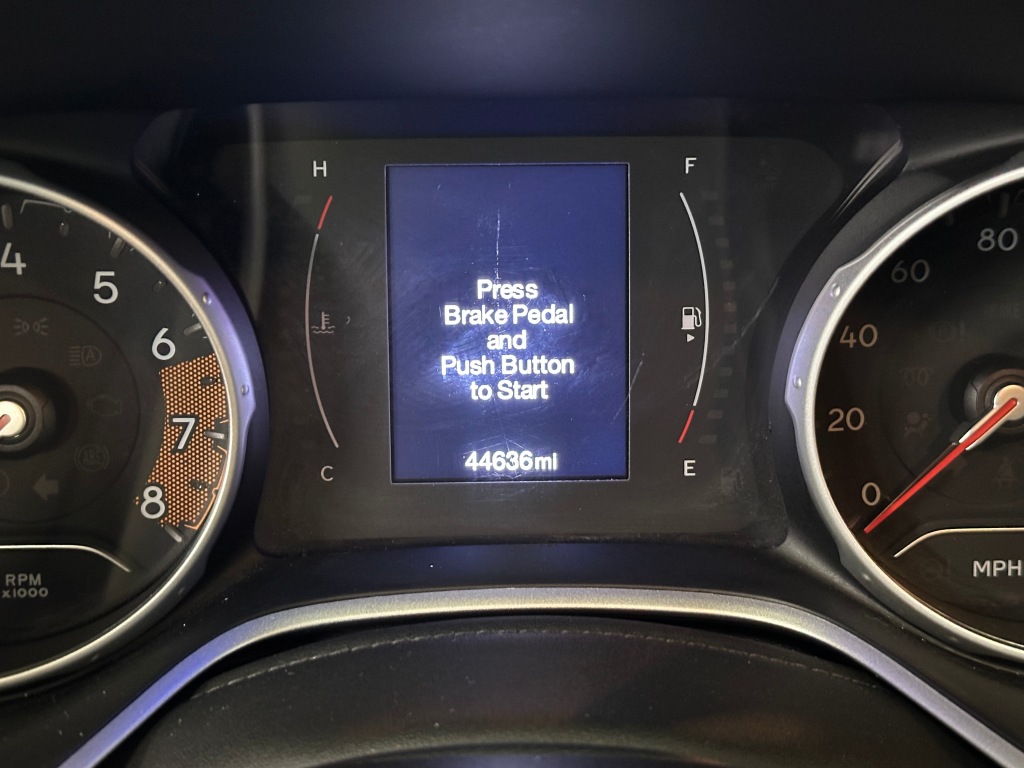 H
F
4
5
6
7
8
RPM
x1000
Press
Brake Pedal
and
Push Button
to Start
44636mi
C
E
80
60
40
20
0
MPH